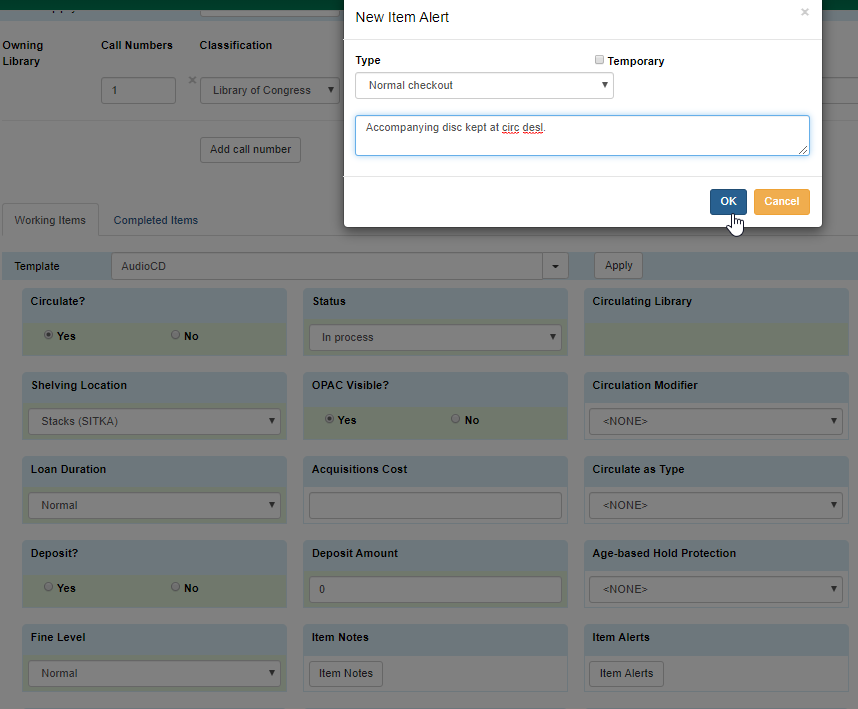 New Item Alert
×
Type
Temporary
Normal checkout
Accompanying disc kept at circ desl.
OK
Cancel
Owning Library
Call Numbers
Classification
1
×
Library of Congress
Add call number
Working Items
Completed Items
Template
AudioCD
Apply
Circulate?
Status
Circulating Library
Yes
No
In process
Shelving Location
OPAC Visible?
Circulation Modifier
Stacks (SITKA)
Yes
No
<NONE>
Loan Duration
Acquisitions Cost
Circulate as Type
Normal
<NONE>
Deposit?
Deposit Amount
Age-based Hold Protection
Yes
No
0
<NONE>
Fine Level
Item Notes
Item Alerts
Normal
Item Notes
Item Alerts